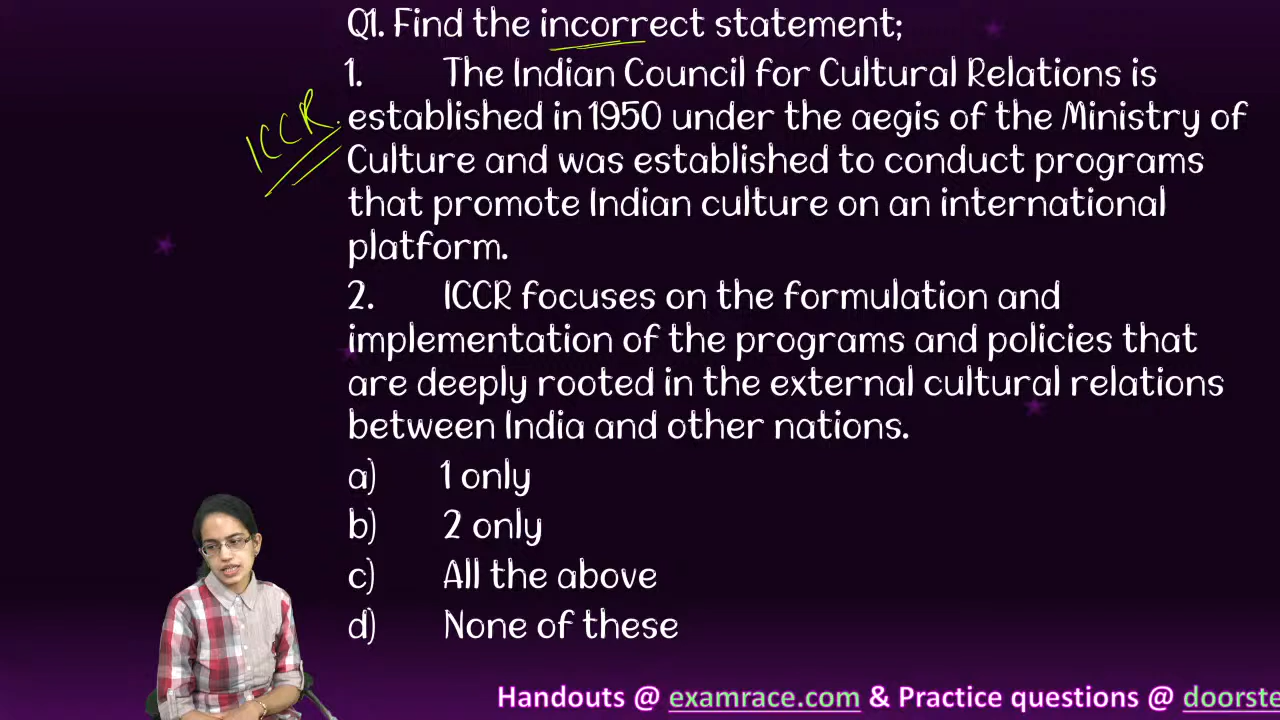 Q1. Find the incorrect statement;
1. The Indian Council for Cultural Relations is
established in 1950 under the aegis of the Ministry of
Culture and was established to conduct programs
that promote Indian culture on an international
platform.
ICCR
2. ICCR focuses on the formulation and
implementation of the programs and policies that
are deeply rooted in the external cultural relations
between India and other nations.
a) 1 only
b) 2 only
c) All the above
d) None of these
Handouts @ examrace.com & Practice questions @ doorste